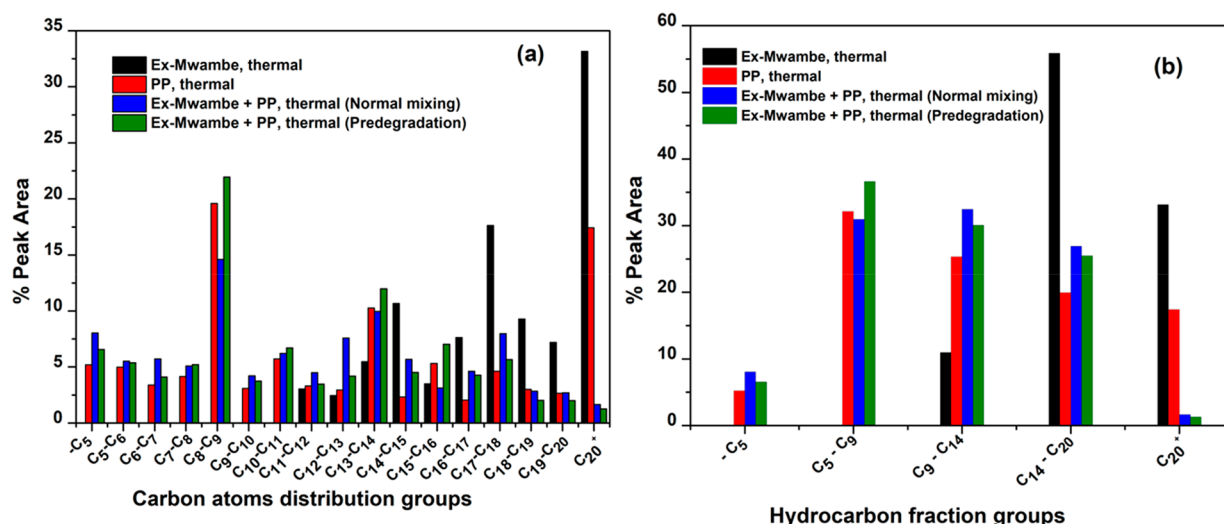 35
30
25
20
15
10
5
0
% Peak Area
(a)
Ex-Mwambe, thermal
PP, thermal
Ex-Mwambe + PP, thermal (Normal mixing)
Ex-Mwambe + PP, thermal (Predegradation)
-C5
C5-C6
C6-C7
C7-C8
C8-C9
C9-C10
C10-C11
C11-C12
C12-C13
C13-C14
C14-C15
C15-C16
C16-C17
C17-C18
C18-C19
C19-C20
C20+
Carbon atoms distribution groups
60
50
40
30
20
10
0
% Peak Area
(b)
Ex-Mwambe, thermal
PP, thermal
Ex-Mwambe + PP, thermal (Normal mixing)
Ex-Mwambe + PP, thermal (Predegradation)
- C5
C5 - C9
C9 - C14
C14 - C20
C20+
Hydrocarbon fraction groups